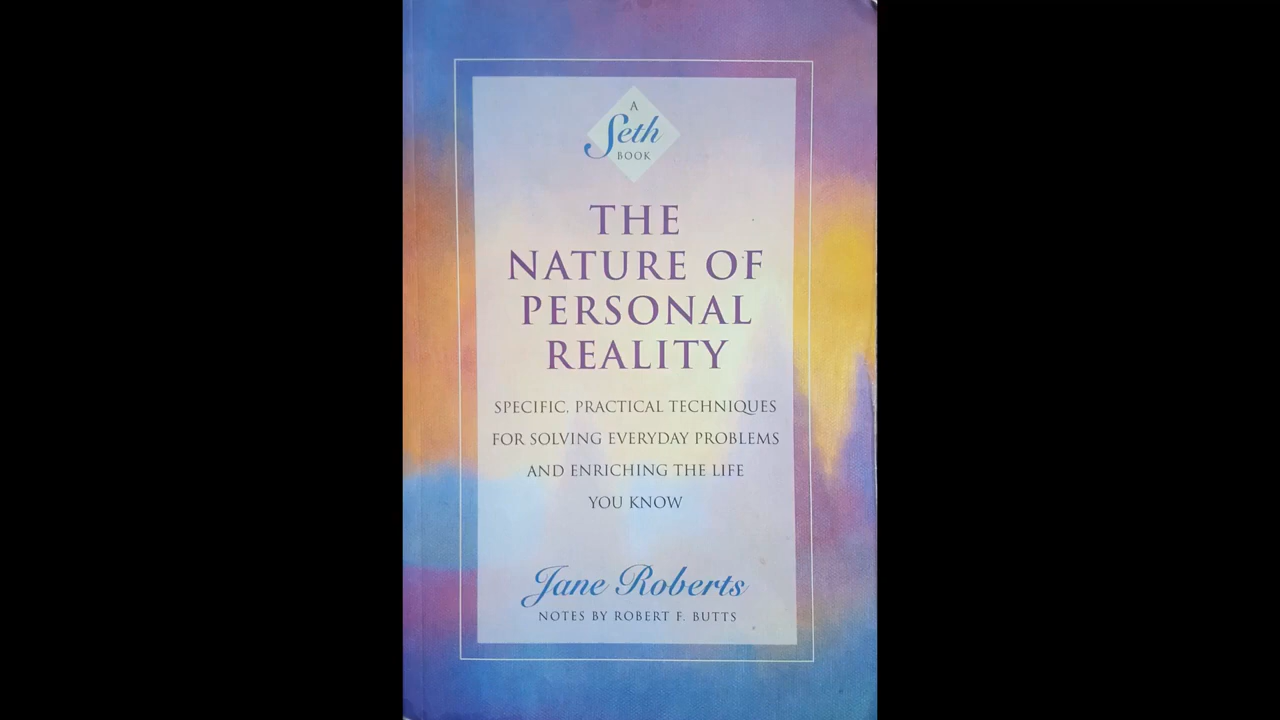 A
Seth
BOOK
THE
NATURE OF
PERSONAL
REALITY
SPECIFIC, PRACTICAL TECHNIQUES
FOR SOLVING EVERYDAY PROBLEMS
AND ENRICHING THE LIFE
YOU KNOW
Jane Roberts
NOTES BY ROBERT F. BUTTS